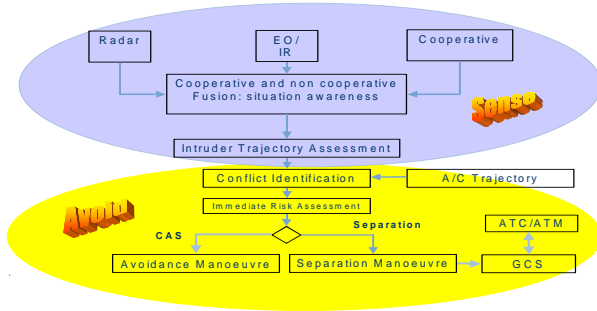 Radar
EO/
IR
Cooperative
Cooperative and non cooperative
Fusion: situation awareness
Sense
Intruder Trajectory Assessment
Conflict Identification
A/C Trajectory
Immediate Risk Assessment
Avoid
CAS
Separation
ATC/ATM
Avoidance Manoeuvre
Separation Manoeuvre
GCS